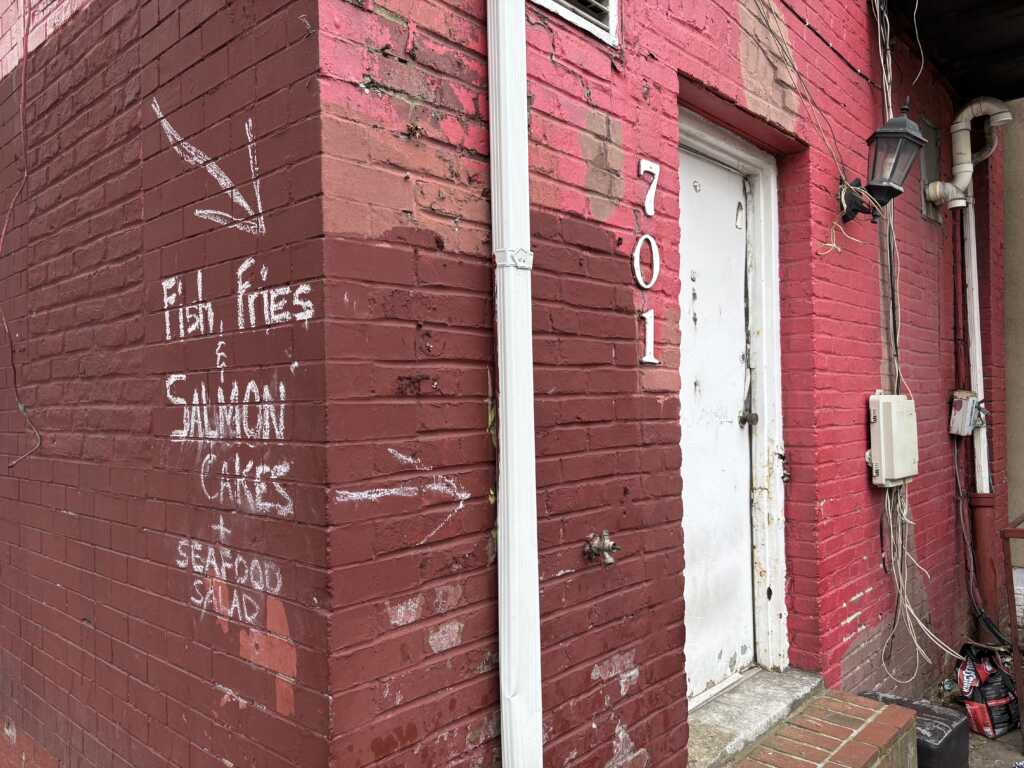 Fish, Fries
&
SALMON
CAKES
+
SEAFOOD
SALAD
701